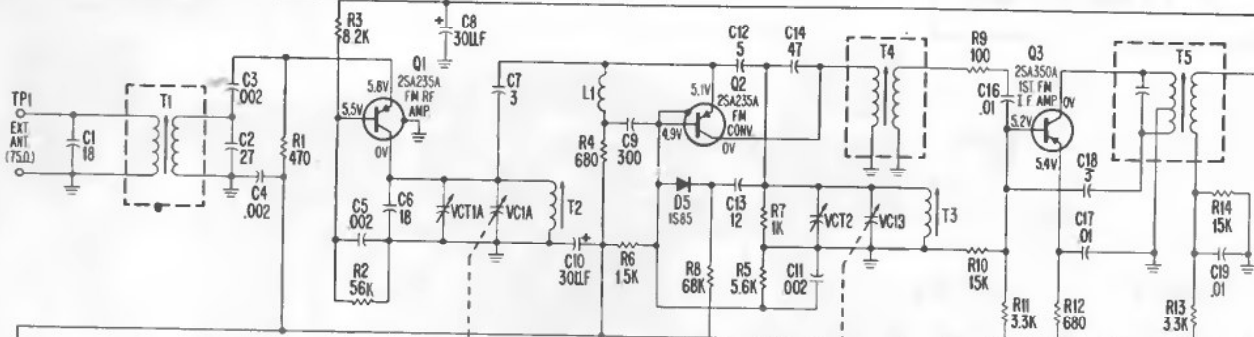 TP1
EXT.
ANT.
(75Ω)
C1
18
T1
C3
.002
C2
27
C4
.002
R1
470
R3
8.2K
C8
30UF
Q1
2SA235A
FM RF
AMP.
5.8V
5.5V
0V
C5
.002
R2
56K
C6
18
VCT1A
VC1A
T2
C10
30UF
C7
3
L1
R4
680
C9
300
R6
1.5K
5.1V
Q2
2SA235A
FM
CONV.
4.9V
0V
D5
1S85
R8
68K
C12
5
C14
47
C13
12
R7
1K
R5
5.6K
C11
.002
VCT2
VC13
T3
T4
R9
100
R10
15K
C16
.01
Q3
2SA350A
1ST FM
I F AMP.
0V
5.2V
5.4V
R11
3.3K
R12
680
C18
3
C17
.01
T5
R14
15K
C19
.01
R13
3.3K